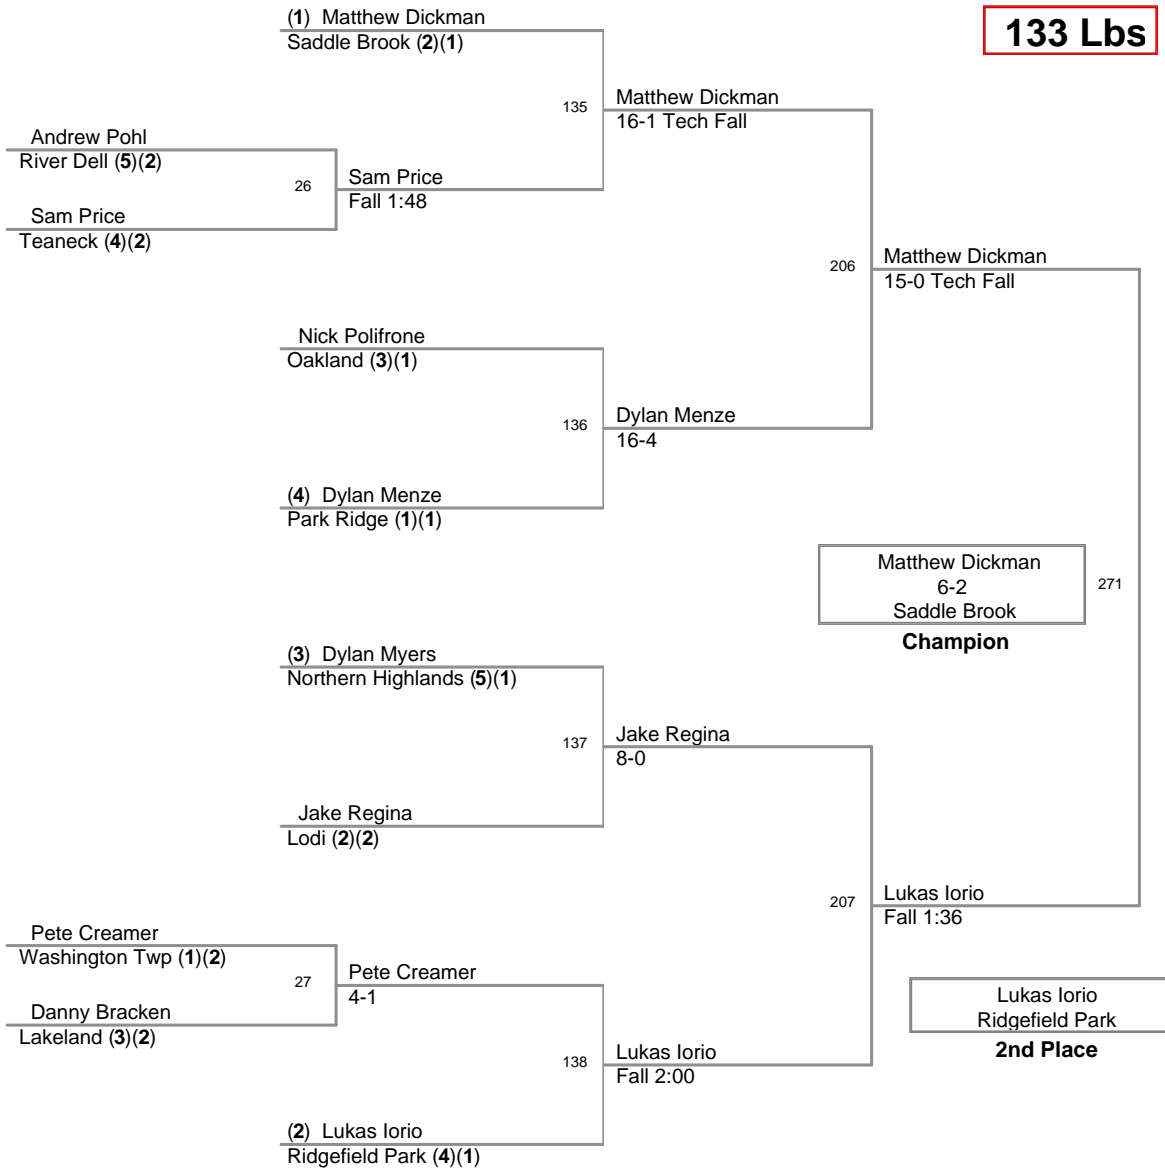 (1) Matthew Dickman
Saddle Brook (2)(1)
133 Lbs
135
Matthew Dickman
16-1 Tech Fall
Andrew Pohl
River Dell (5)(2)
26
Sam Price
Fall 1:48
Sam Price
Teaneck (4)(2)
206
Matthew Dickman
15-0 Tech Fall
Nick Polifrone
Oakland (3)(1)
136
Dylan Menze
16-4
(4) Dylan Menze
Park Ridge (1)(1)
Matthew Dickman
6-2
Saddle Brook
Champion
271
(3) Dylan Myers
Northern Highlands (5)(1)
137
Jake Regina
8-0
Jake Regina
Lodi (2)(2)
207
Lukas Iorio
Fall 1:36
Pete Creamer
Washington Twp (1)(2)
27
Pete Creamer
4-1
Danny Bracken
Lakeland (3)(2)
Lukas Iorio
Ridgefield Park
2nd Place
138
Lukas Iorio
Fall 2:00
(2) Lukas Iorio
Ridgefield Park (4)(1)